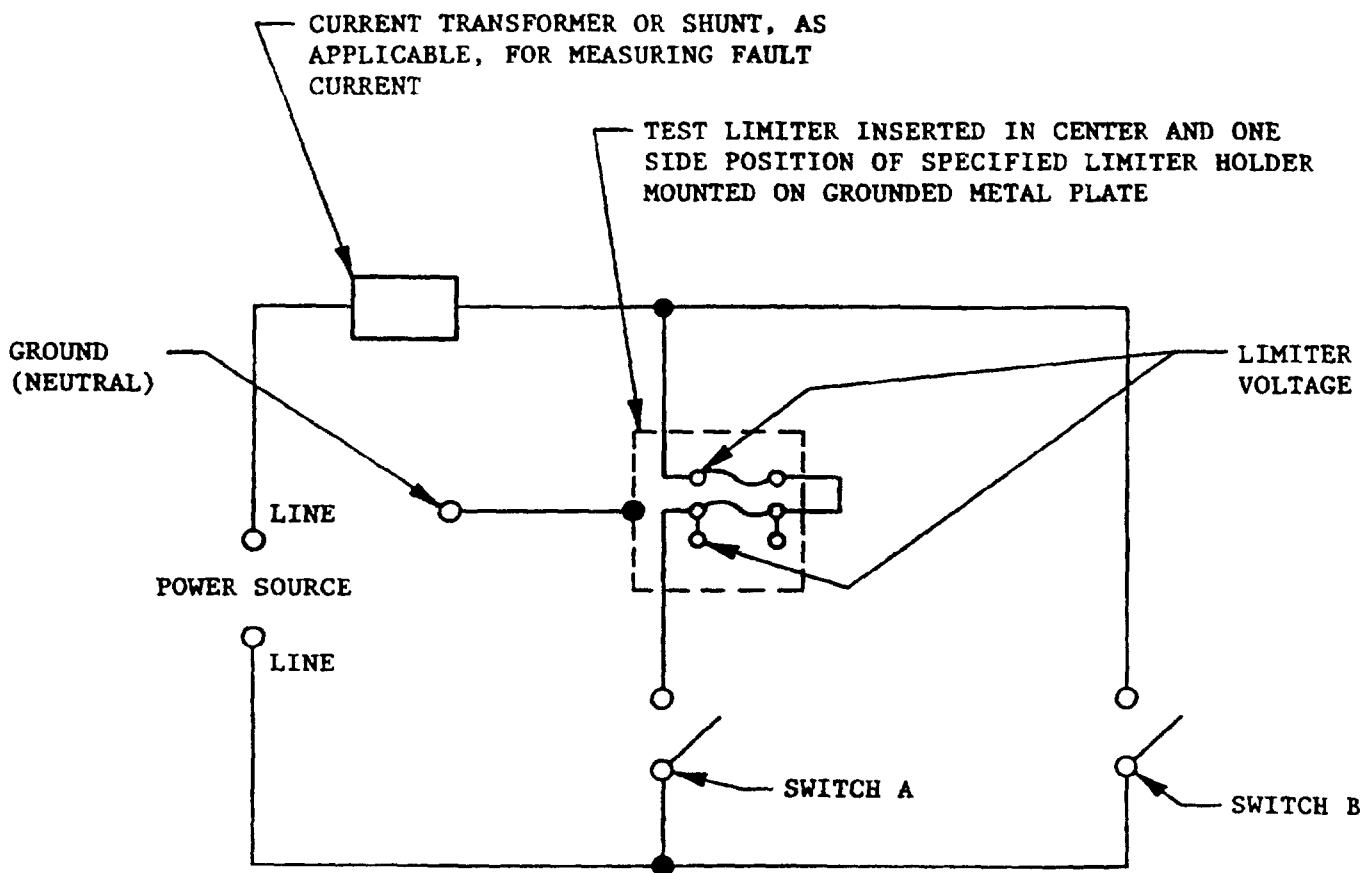 CURRENT TRANSFORMER OR SHUNT, AS
APPLICABLE, FOR MEASURING FAULT
CURRENT
TEST LIMITER INSERTED IN CENTER AND ONE
SIDE POSITION OF SPECIFIED LIMITER HOLDER
MOUNTED ON GROUNDED METAL PLATE
GROUND
(NEUTRAL)
LIMITER
VOLTAGE
LINE
POWER SOURCE
LINE
SWITCH A
SWITCH B